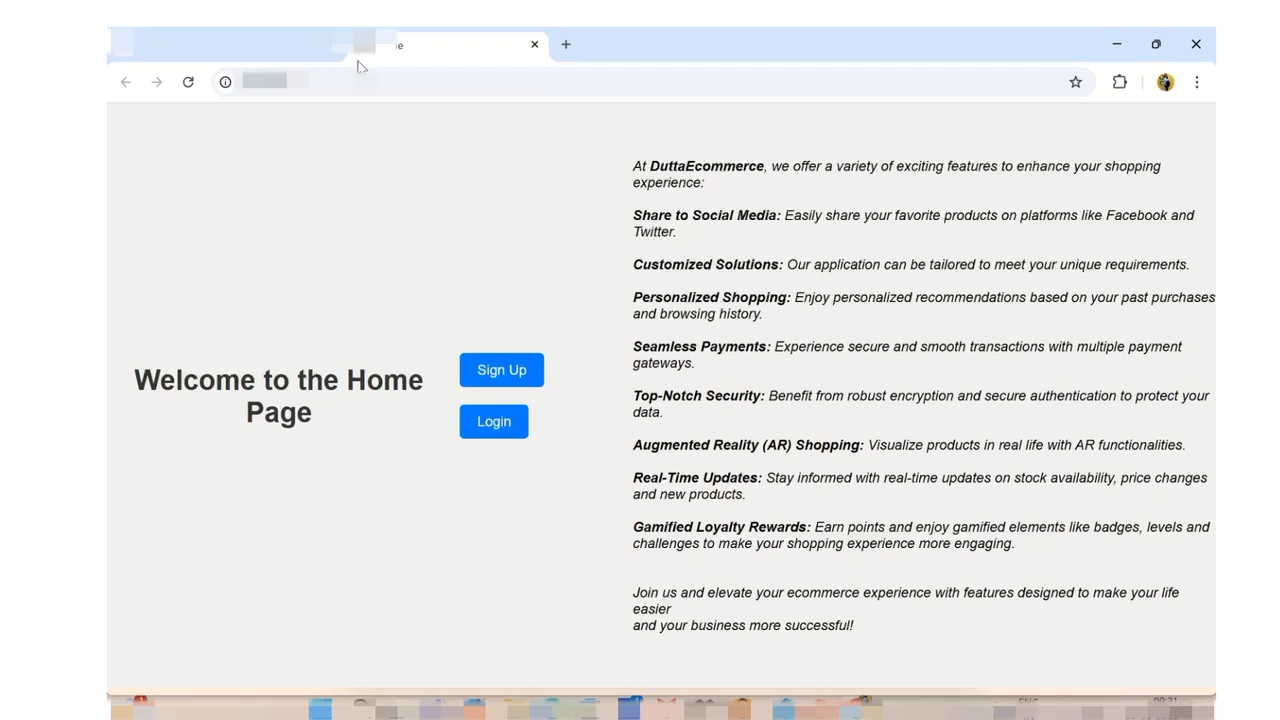 Welcome to the Home
Page
Sign Up
Login
At DuttaEcommerce, we offer a variety of exciting features to enhance your shopping
experience:
Share to Social Media: Easily share your favorite products on platforms like Facebook and
Twitter.
Customized Solutions: Our application can be tailored to meet your unique requirements.
Personalized Shopping: Enjoy personalized recommendations based on your past purchases
and browsing history.
Seamless Payments: Experience secure and smooth transactions with multiple payment
gateways.
Top-Notch Security: Benefit from robust encryption and secure authentication to protect your
data.
Augmented Reality (AR) Shopping: Visualize products in real life with AR functionalities.
Real-Time Updates: Stay informed with real-time updates on stock availability, price changes
and new products.
Gamified Loyalty Rewards: Earn points and enjoy gamified elements like badges, levels and
challenges to make your shopping experience more engaging.
Join us and elevate your ecommerce experience with features designed to make your life
easier
and your business more successful!